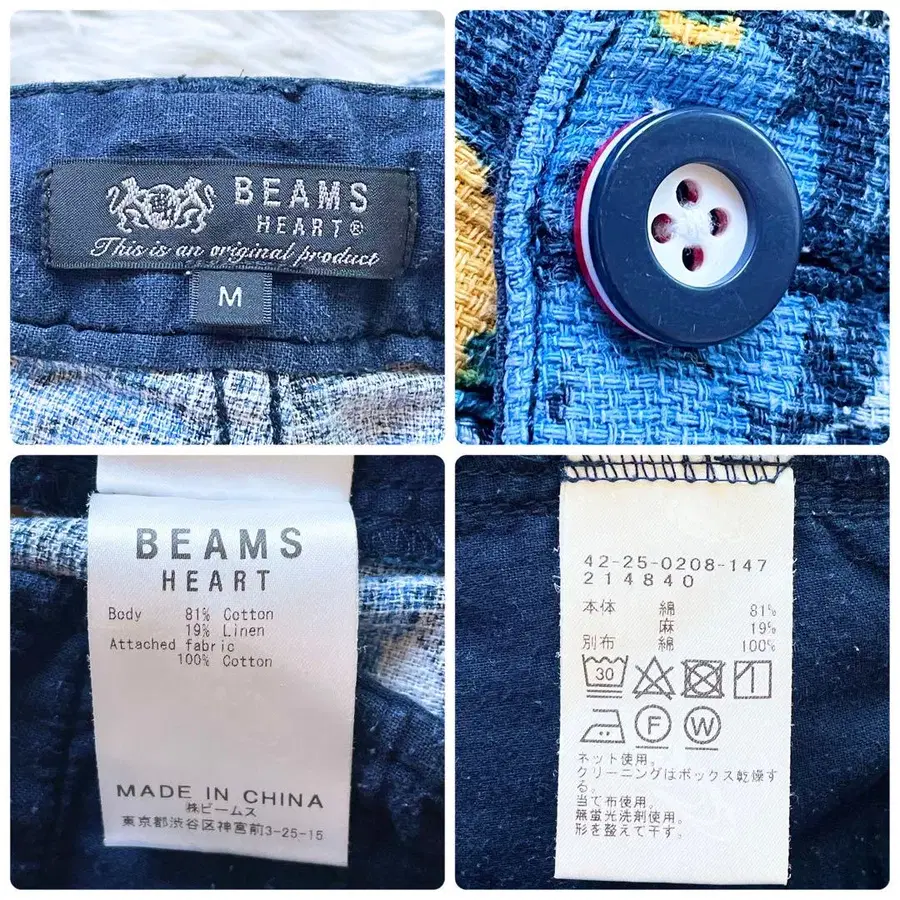 BEAMS
HEART®
This is an original product
M
BEAMS
HEART
Body 81% Cotton
19% Linen
Attached fabric
100% Cotton
MADE IN CHINA
㈱ビームス
東京都渋谷区神宮前3-25-15
42-25-0208-147
214840
本体 綿 81%
麻 19%
別布 綿 100%
30
F W
ネット使用。
クリーニングはボックス乾燥す
る。
当て布使用。
無蛍光洗剤使用。
形を整えて干す。